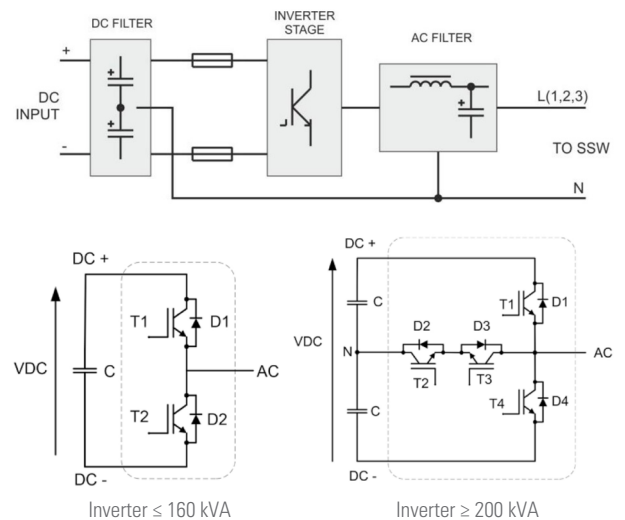 DC FILTER
INVERTER
STAGE
AC FILTER
+
+
+
+
DC
INPUT
-
L(1,2,3)
TO SSW
N
DC +
T1
D1
VDC
C
AC
T2
D2
DC -
Inverter ≤ 160 kVA
DC +
T1
D1
C
D2
D3
VDC
N
AC
T2
T3
C
T4
D4
DC -
Inverter ≥ 200 kVA